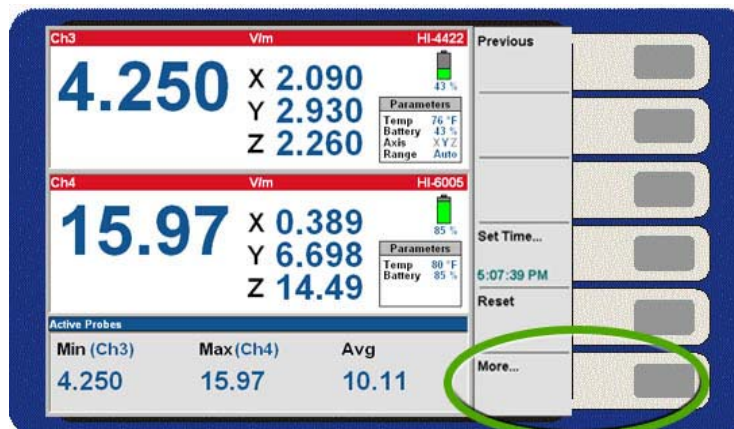 Ch3 V/m HI-4422
4.250
X 2.090
Y 2.930
Z 2.260
43 %
Parameters
Temp 76 °F
Battery 43 %
Axis XYZ
Range Auto
Ch4 V/m HI-6005
15.97
X 0.389
Y 6.698
Z 14.49
85 %
Parameters
Temp 80 °F
Battery 85 %
Active Probes
Min (Ch3) Max (Ch4) Avg
4.250 15.97 10.11
Previous
Set Time...
5:07:39 PM
Reset
More...